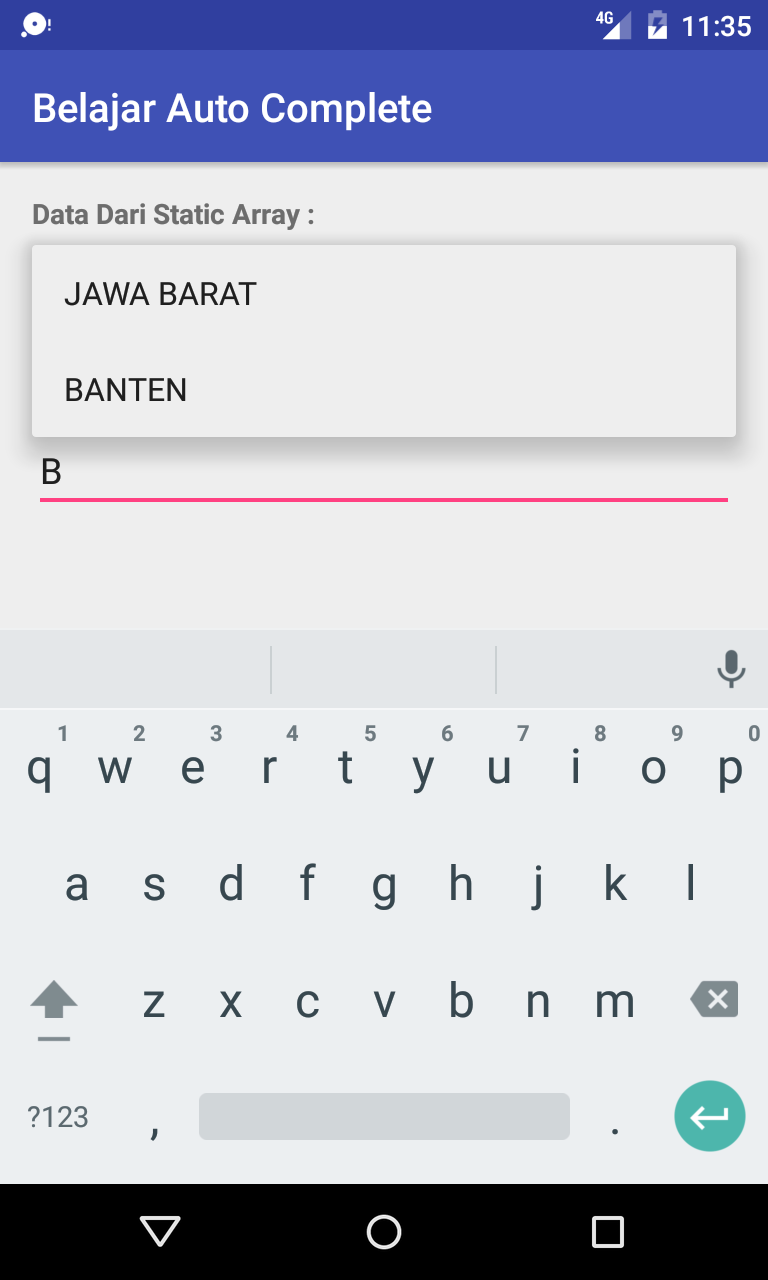 4G 11:35
Belajar Auto Complete
Data Dari Static Array :
JAWA BARAT
BANTEN
B
1 2 3 4 5 6 7 8 9 0
q w e r t y u i o p
a s d f g h j k l
z x c v b n m
?123 , .